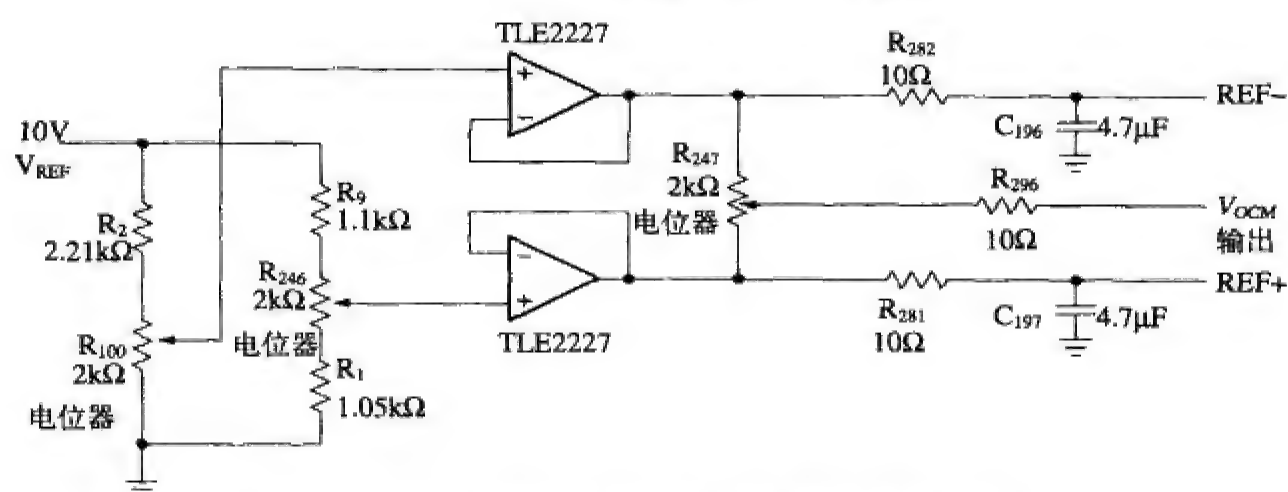 TLE2227
R₂₈₂
10Ω
REF−
C₁₉₆
4.7μF
10V
V_REF
R₂
2.21kΩ
R₉
1.1kΩ
R₂₄₇
2kΩ
电位器
R₂₉₆
10Ω
V_OCM
输出
R₂₄₆
2kΩ
电位器
R₁₀₀
2kΩ
电位器
R₁
1.05kΩ
TLE2227
R₂₈₁
10Ω
REF+
C₁₉₇
4.7μF
+
−
−
+